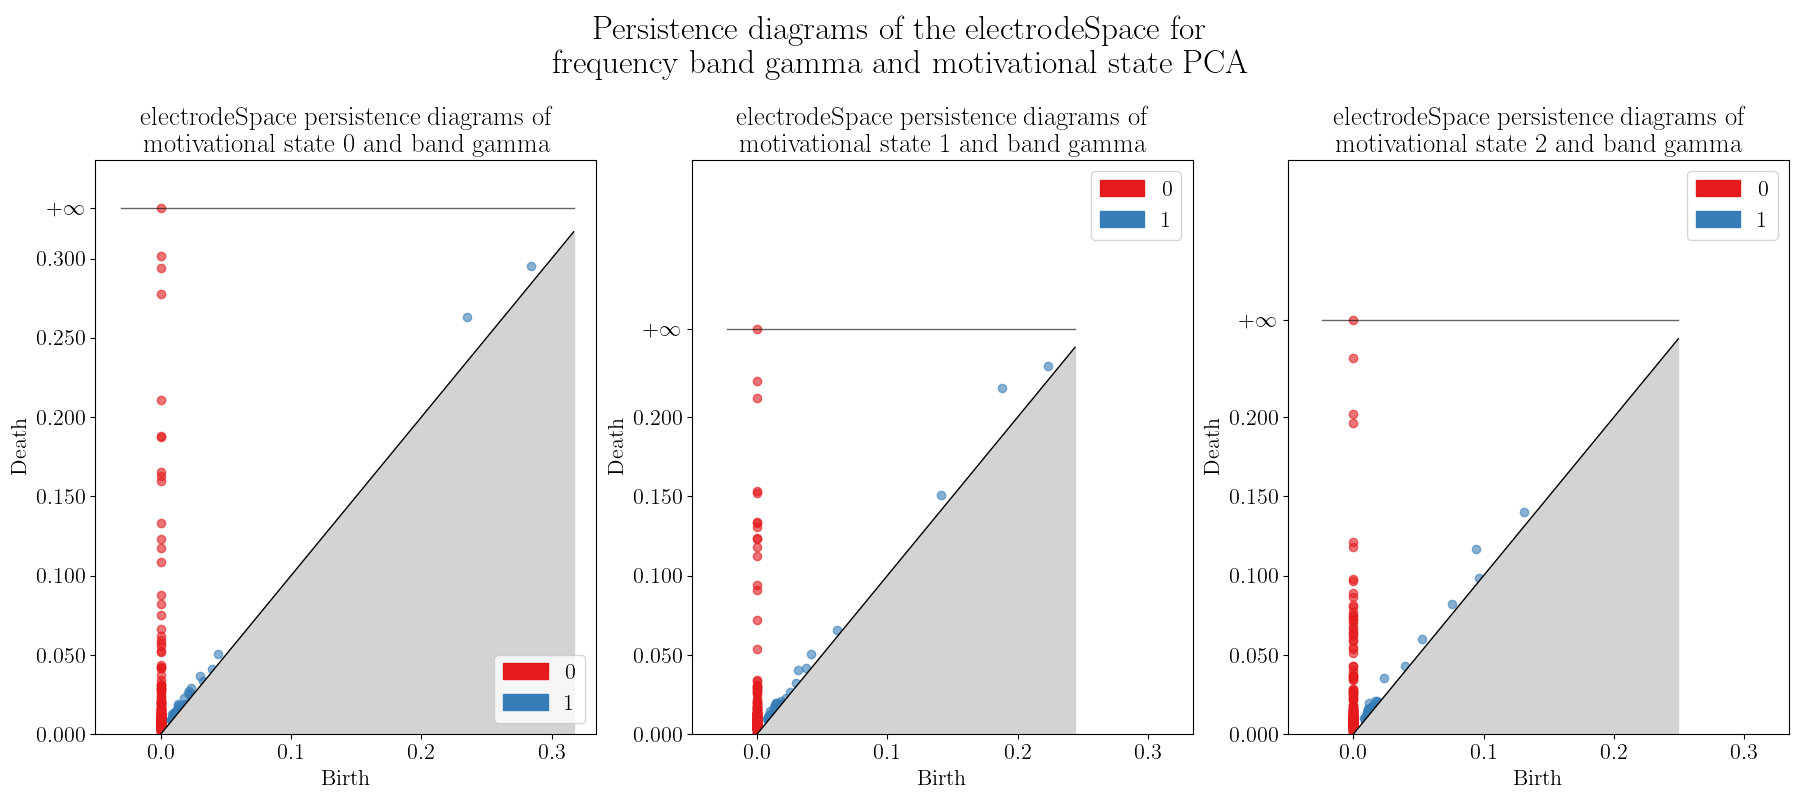 Persistence diagrams of the electrodeSpace for
frequency band gamma and motivational state PCA
electrodeSpace persistence diagrams of
motivational state 0 and band gamma
+∞
0.300
0.250
0.200
0.150
0.100
0.050
0.000
Death
0.0 0.1 0.2 0.3
Birth
0
1
electrodeSpace persistence diagrams of
motivational state 1 and band gamma
0
1
+∞
0.200
0.150
0.100
0.050
0.000
Death
0.0 0.1 0.2 0.3
Birth
electrodeSpace persistence diagrams of
motivational state 2 and band gamma
0
1
+∞
0.200
0.150
0.100
0.050
0.000
Death
0.0 0.1 0.2 0.3
Birth